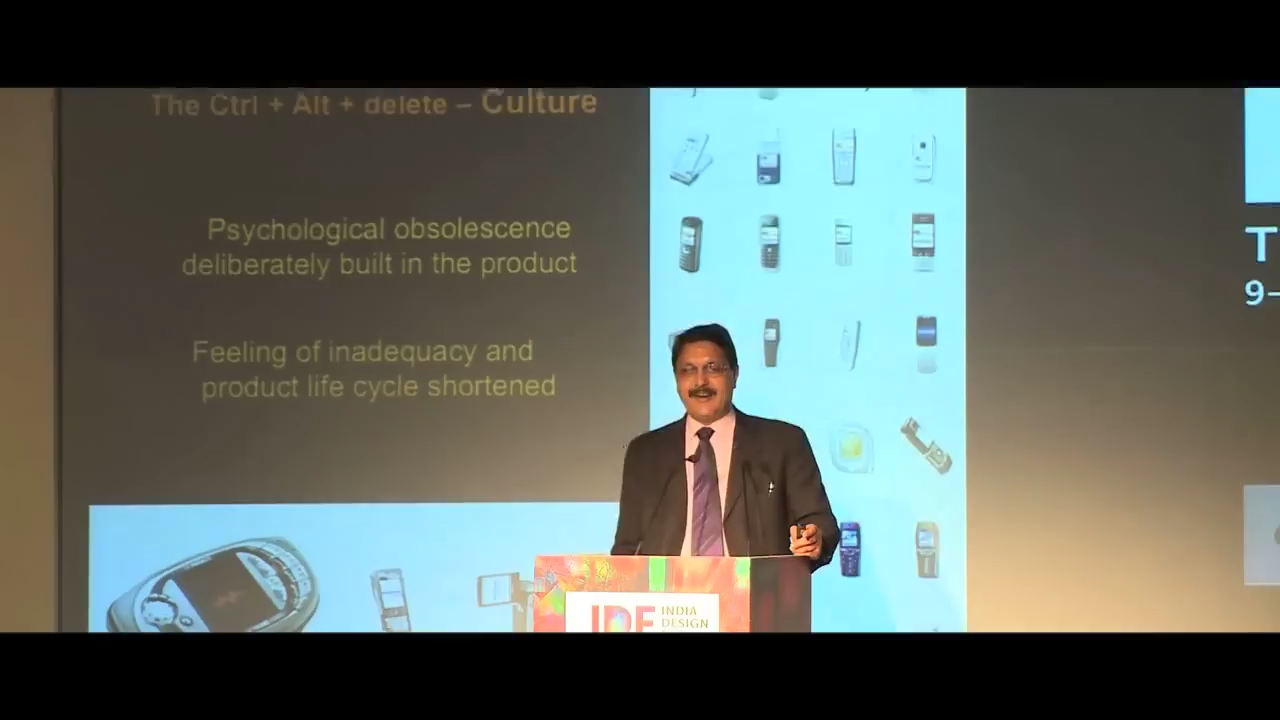 The Ctrl + Alt + delete – Culture
Psychological obsolescence
deliberately built in the product
Feeling of inadequacy and
product life cycle shortened
T
9–
IDF
INDIA
DESIGN